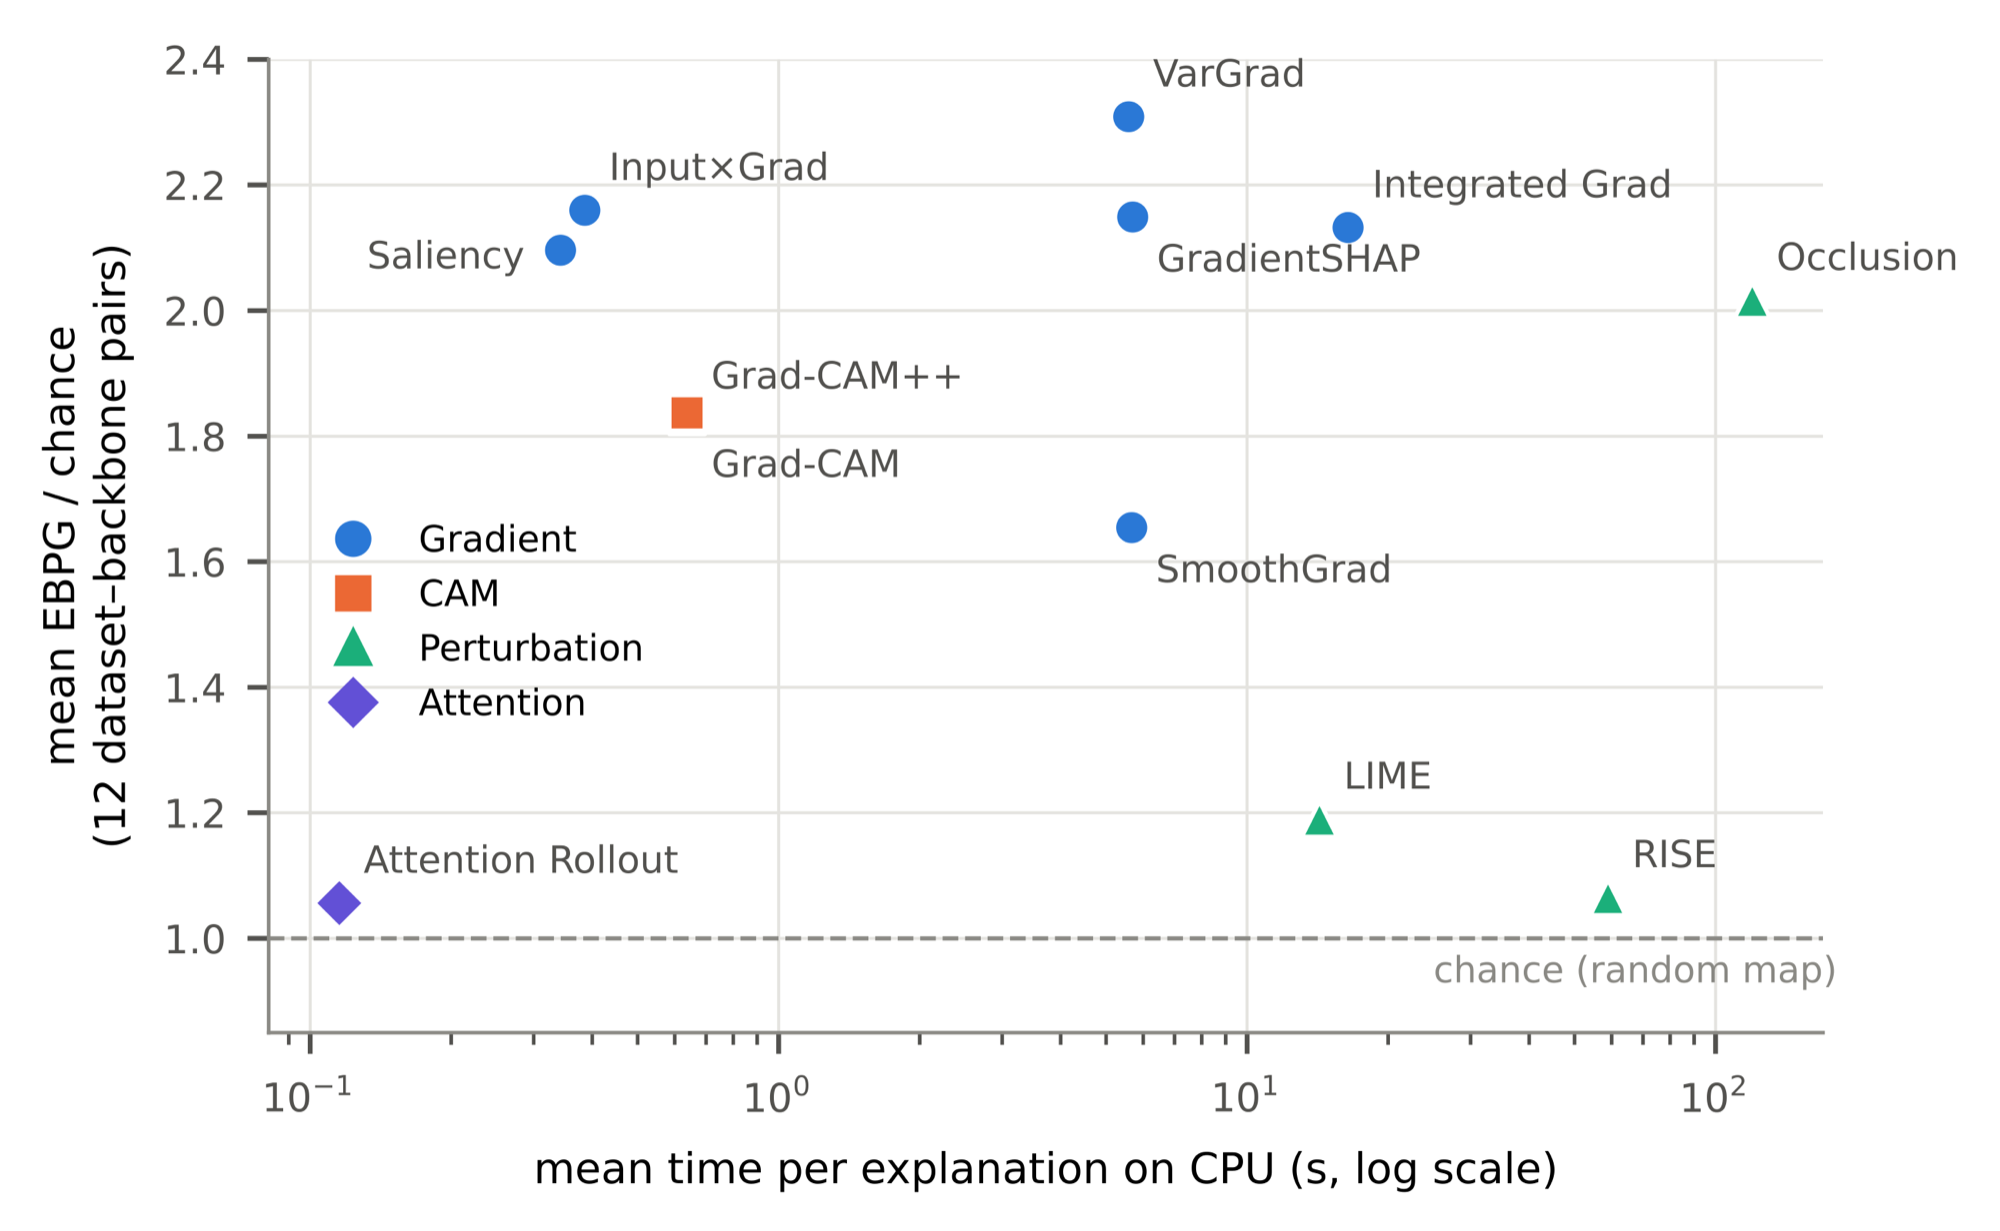 2.4
2.2
2.0
1.8
1.6
1.4
1.2
1.0
mean EBPG / chance
(12 dataset–backbone pairs)
VarGrad
Input×Grad
Integrated Grad
Saliency
GradientSHAP
Occlusion
Grad-CAM++
Grad-CAM
Gradient
CAM
Perturbation
Attention
SmoothGrad
LIME
RISE
Attention Rollout
chance (random map)
10⁻¹
10⁰
10¹
10²
mean time per explanation on CPU (s, log scale)